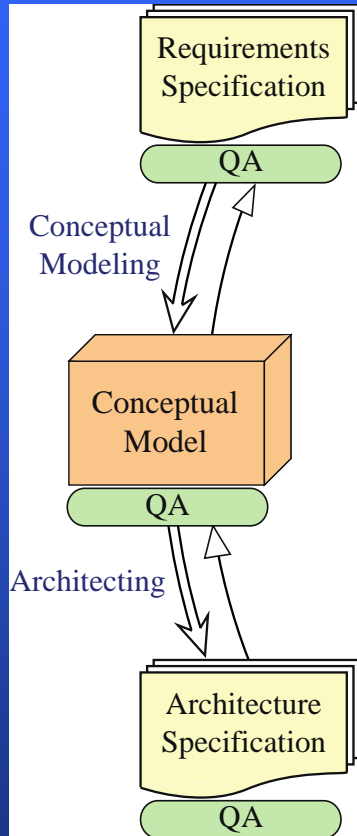 Requirements
Specification
QA
Conceptual
Modeling
Conceptual
Model
QA
Architecting
Architecture
Specification
QA